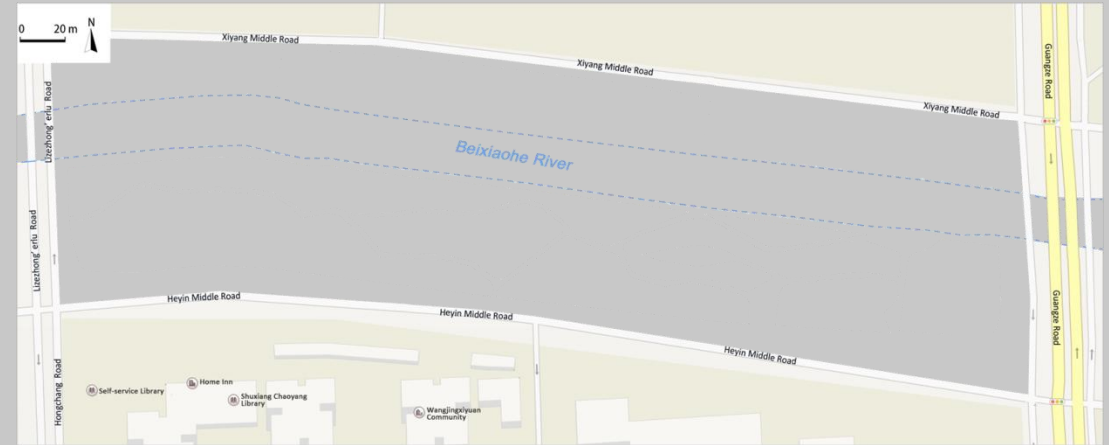 0 20 m N
Xiyang Middle Road
Xiyang Middle Road
Xiyang Middle Road
Guangze Road
Lizezhong' erlu Road
Beixiaohe River
Lizezhong' erlu Road
Heyin Middle Road
Heyin Middle Road
Heyin Middle Road
Guangze Road
Hongchang Road
Self-service Library
Home Inn
Shuxiang Chaoyang
Library
Wangjingxiyuan
Community